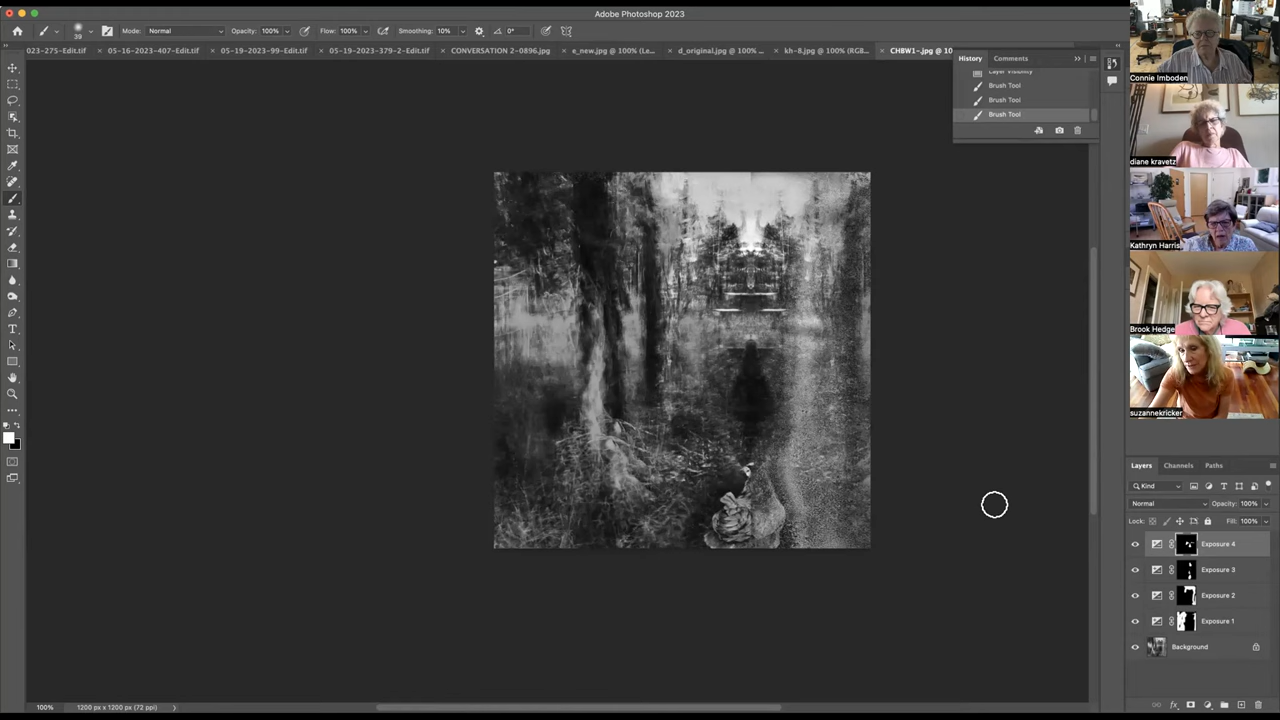 Adobe Photoshop 2023
39 Mode: Normal Opacity: 100% Flow: 100% Smoothing: 10% 0°
023-275-Edit.tif 05-16-2023-407-Edit.tif 05-19-2023-99-Edit.tif 05-19-2023-379-2-Edit.tif CONVERSATION 2-0896.jpg e_new.jpg @ 100% (Le... d_original.jpg @ 100% ... kh-8.jpg @ 100% (RGB... CHBW1~.jpg @ 10
History Comments
Layer Visibility
Brush Tool
Brush Tool
Brush Tool
Connie Imboden
diane kravetz
Kathryn Harris
Brook Hedge
suzannekricker
Layers Channels Paths
Kind
Normal Opacity: 100%
Lock: Fill: 100%
Exposure 4
Exposure 3
Exposure 2
Exposure 1
Background
100% 1200 px x 1200 px (72 ppi)